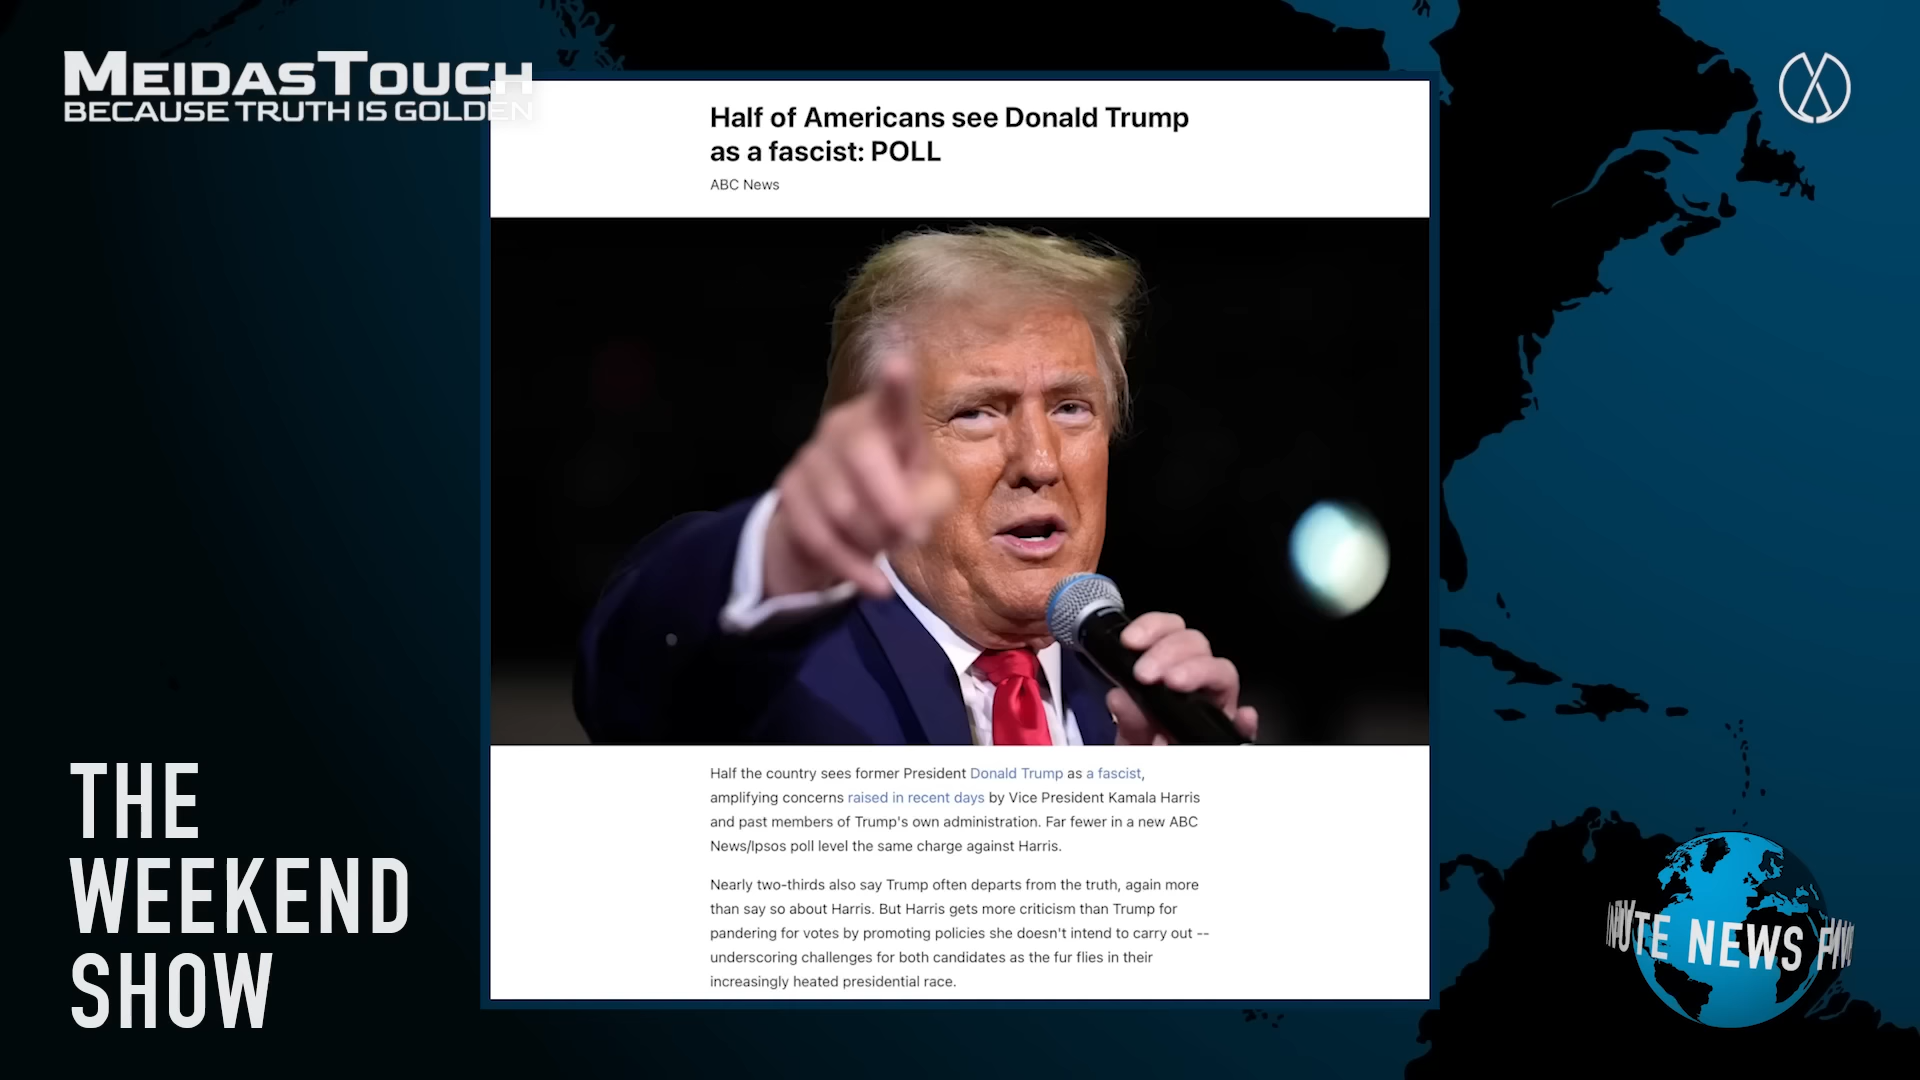 MEIDASTOUCH
BECAUSE TRUTH IS GOLDEN
Half of Americans see Donald Trump
as a fascist: POLL
ABC News
Half the country sees former President Donald Trump as a fascist,
amplifying concerns raised in recent days by Vice President Kamala Harris
and past members of Trump's own administration. Far fewer in a new ABC
News/Ipsos poll level the same charge against Harris.
Nearly two-thirds also say Trump often departs from the truth, again more
than say so about Harris. But Harris gets more criticism than Trump for
pandering for votes by promoting policies she doesn't intend to carry out --
underscoring challenges for both candidates as the fur flies in their
increasingly heated presidential race.
THE
WEEKEND
SHOW
NEWS